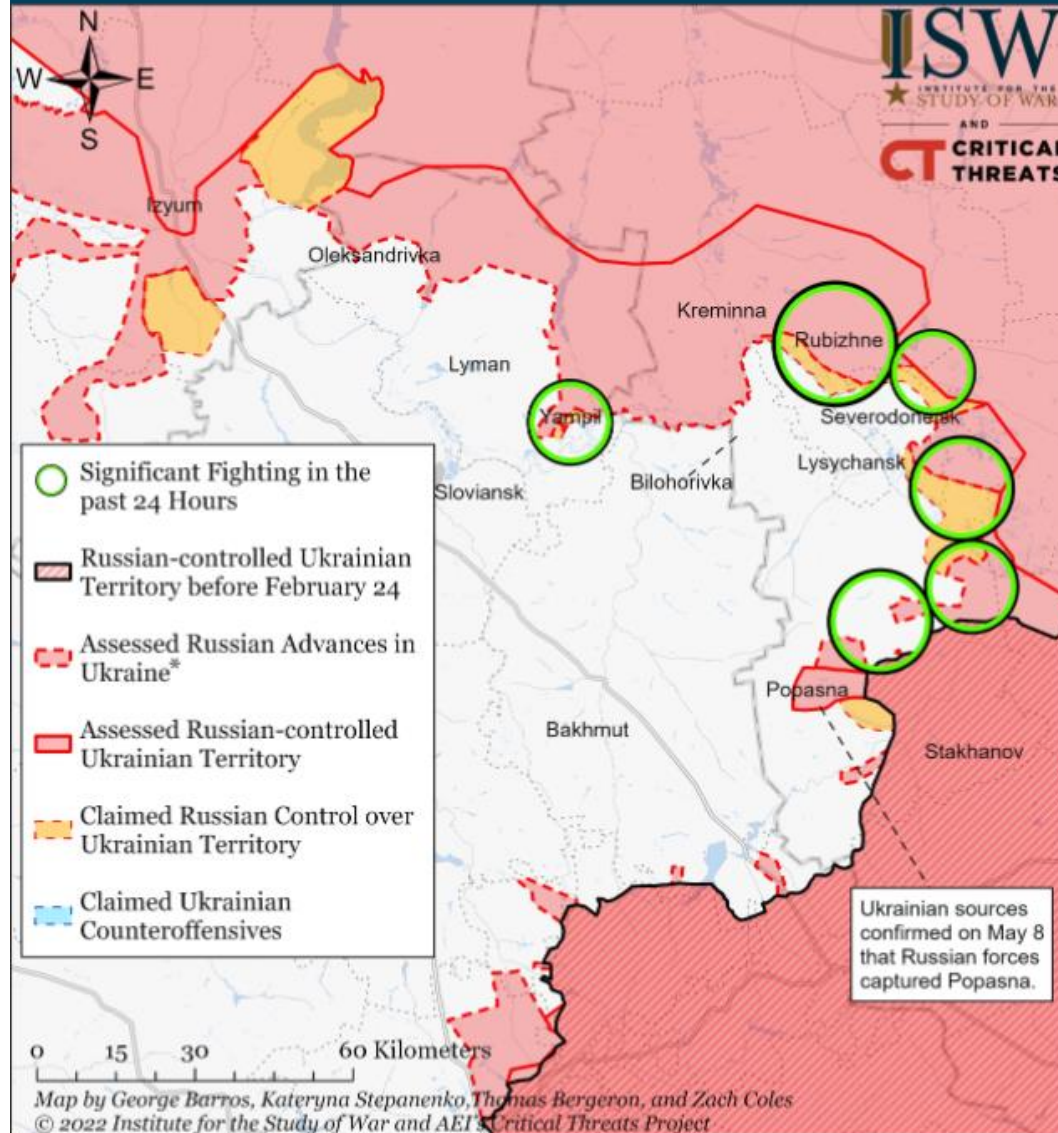 N
W E
S
ISW
INSTITUTE FOR THE
STUDY OF WAR
AND
CT CRITICAL
THREATS
Izyum
Oleksandrivka
Kreminna
Rubizhne
Lyman
Yampil
Severodonetsk
Lysychansk
Bilohorivka
Sloviansk
Popasna
Bakhmut
Stakhanov
Significant Fighting in the
past 24 Hours
Russian-controlled Ukrainian
Territory before February 24
Assessed Russian Advances in
Ukraine*
Assessed Russian-controlled
Ukrainian Territory
Claimed Russian Control over
Ukrainian Territory
Claimed Ukrainian
Counteroffensives
Ukrainian sources
confirmed on May 8
that Russian forces
captured Popasna.
0 15 30 60 Kilometers
Map by George Barros, Kateryna Stepanenko, Thomas Bergeron, and Zach Coles
© 2022 Institute for the Study of War and AEI's Critical Threats Project